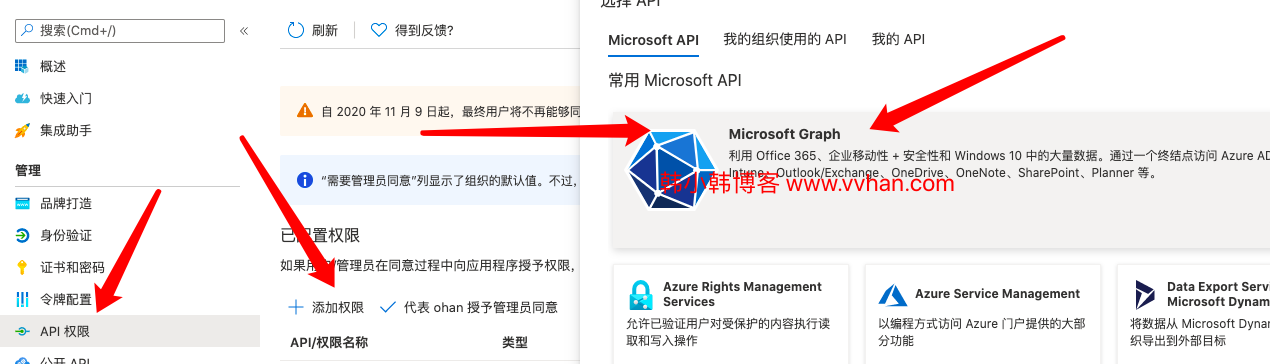 搜索(Cmd+/)
«
概述
快速入门
集成助手
管理
品牌打造
身份验证
证书和密码
令牌配置
API 权限
公开 API
刷新
得到反馈?
自 2020 年 11 月 9 日起，最终用户将不再能够同
“需要管理员同意”列显示了组织的默认值。不过，
已配置权限
如果用户/管理员在同意过程中向应用程序授予权限，
添加权限
代表 ohan 授予管理员同意
API/权限名称
类型
选择 API
Microsoft API
我的组织使用的 API
我的 API
常用 Microsoft API
Microsoft Graph
利用 Office 365、企业移动性 + 安全性和 Windows 10 中的大量数据。通过一个终结点访问 Azure AD
Intune、Outlook/Exchange、OneDrive、OneNote、SharePoint、Planner 等。
韩小韩博客 www.vvhan.com
Azure Rights Management
Services
允许已验证用户对受保护的内容执行读
取和写入操作
Azure Service Management
以编程方式访问 Azure 门户提供的大部
分功能
Data Export Servi
Microsoft Dynam
将数据从 Microsoft Dynam
织导出到外部目标